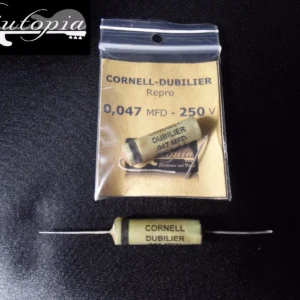 utopia
CORNELL-DUBILIER
Repro
0,047 MFD - 250 V
DUBILIER
.047 MFD
CORNELL
DUBILIER